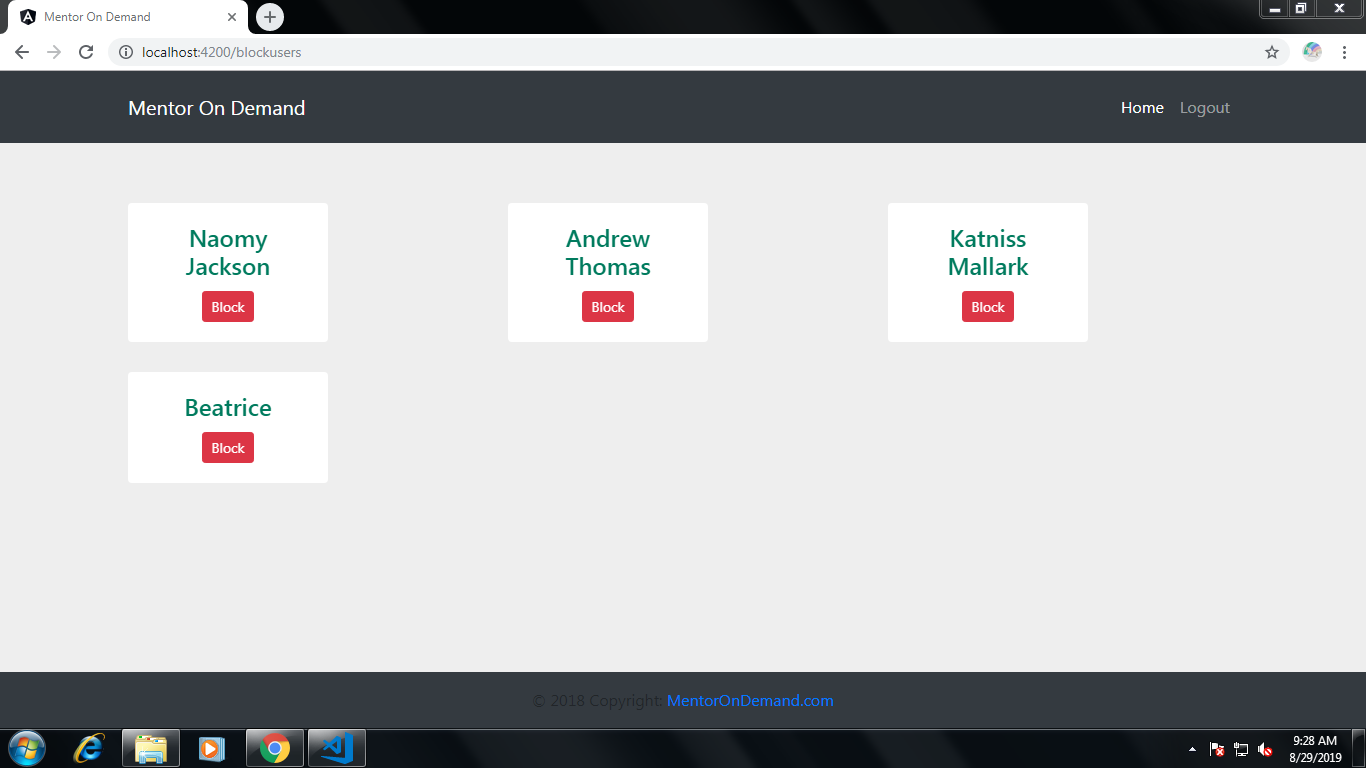 Mentor On Demand
localhost:4200/blockusers
Mentor On Demand
Home
Logout
Naomy
Jackson
Block
Andrew
Thomas
Block
Katniss
Mallark
Block
Beatrice
Block
© 2018 Copyright: MentorOnDemand.com
9:28 AM
8/29/2019